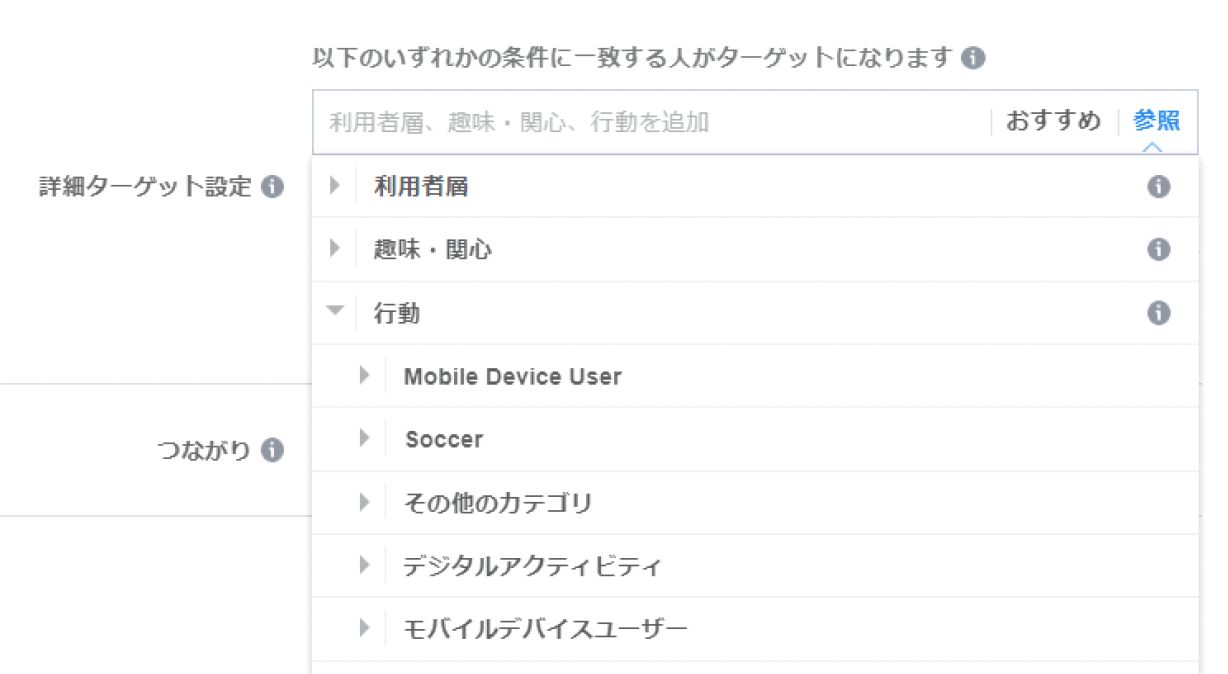 以下のいずれかの条件に一致する人がターゲットになります
利用者層、趣味・関心、行動を追加 おすすめ 参照
詳細ターゲット設定 利用者層
趣味・関心
行動
Mobile Device User
Soccer
つながり
その他のカテゴリ
デジタルアクティビティ
モバイルデバイスユーザー